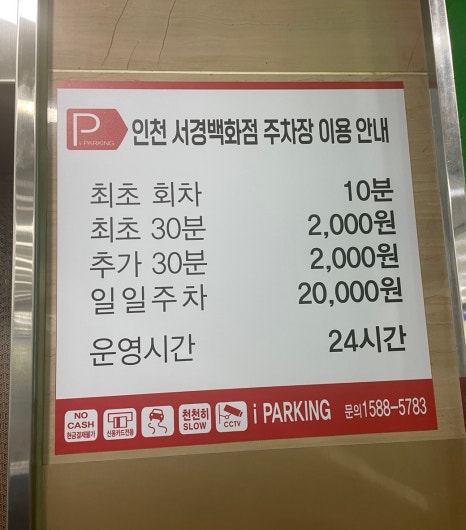 P
i PARKING
인천 서경백화점 주차장 이용 안내
최초 회차 10분
최초 30분 2,000원
추가 30분 2,000원
일일주차 20,000원
운영시간 24시간
NO CASH 현금결제불가
신용카드전용
천천히 SLOW
CCTV
i PARKING 문의1588-5783